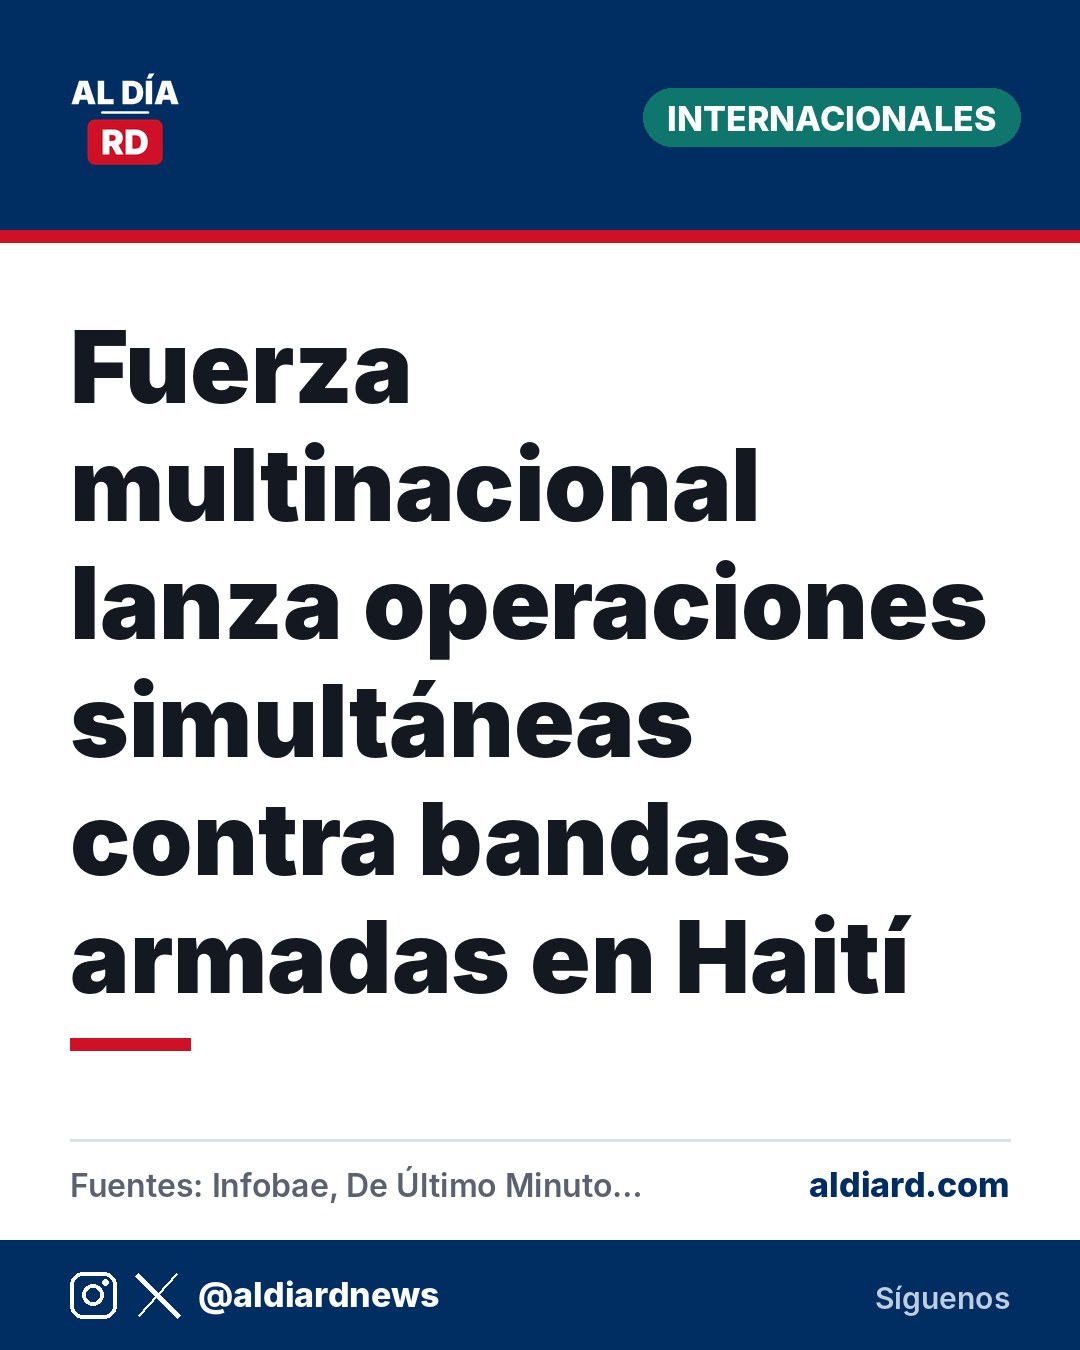 AL DÍA
RD
INTERNACIONALES
Fuerza
multinacional
lanza operaciones
simultáneas
contra bandas
armadas en Haití
Fuentes: Infobae, De Último Minuto...
aldiard.com
@aldiardnews
Síguenos